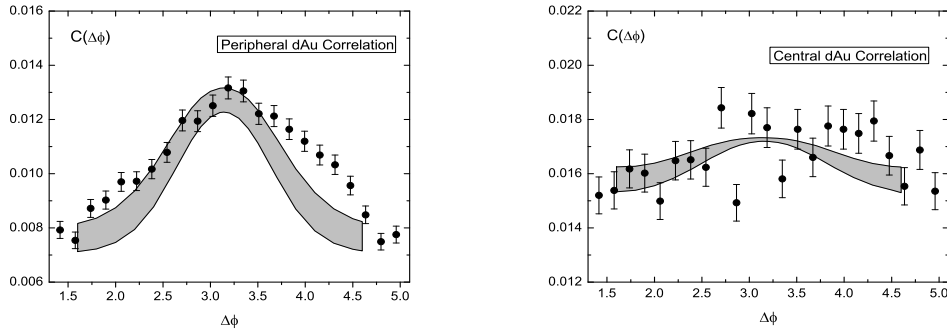 C(Δϕ)
Peripheral dAu Correlation
0.016
0.014
0.012
0.010
0.008
0.006
1.5 2.0 2.5 3.0 3.5 4.0 4.5 5.0
Δϕ
C(Δϕ)
Central dAu Correlation
0.022
0.020
0.018
0.016
0.014
0.012
1.5 2.0 2.5 3.0 3.5 4.0 4.5 5.0
Δϕ